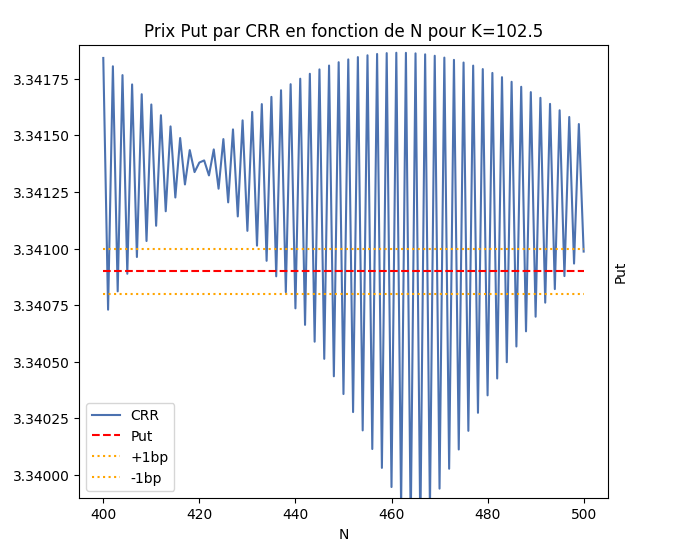 Prix Put par CRR en fonction de N pour K=102.5
3.34175
3.34150
3.34125
3.34100
3.34075
3.34050
3.34025
3.34000
Put
CRR
Put
+1bp
-1bp
400
420
440
460
480
500
N